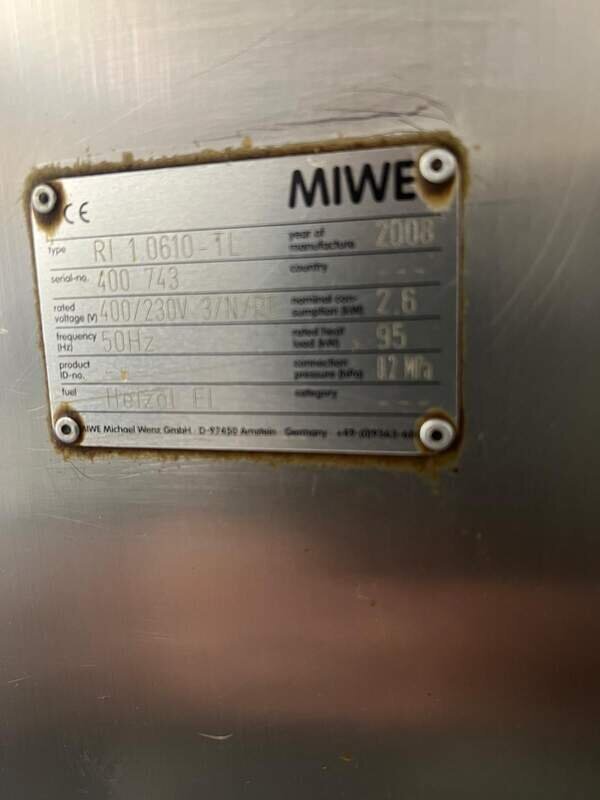 MIWE
CE
type RI 1.0610-TL
year of manufacture 2008
serial-no. 400 743
country ---
rated voltage (V) 400/230V 3/N/PE
nominal consumption (kW) 2.6
frequency (Hz) 50Hz
rated heat load (kW) 95
product ID-no.
connection pressure (hPa) MPa
fuel Heizöl El
category ---
MIWE Michael Wenz GmbH · D-97450 Arnstein · Germany